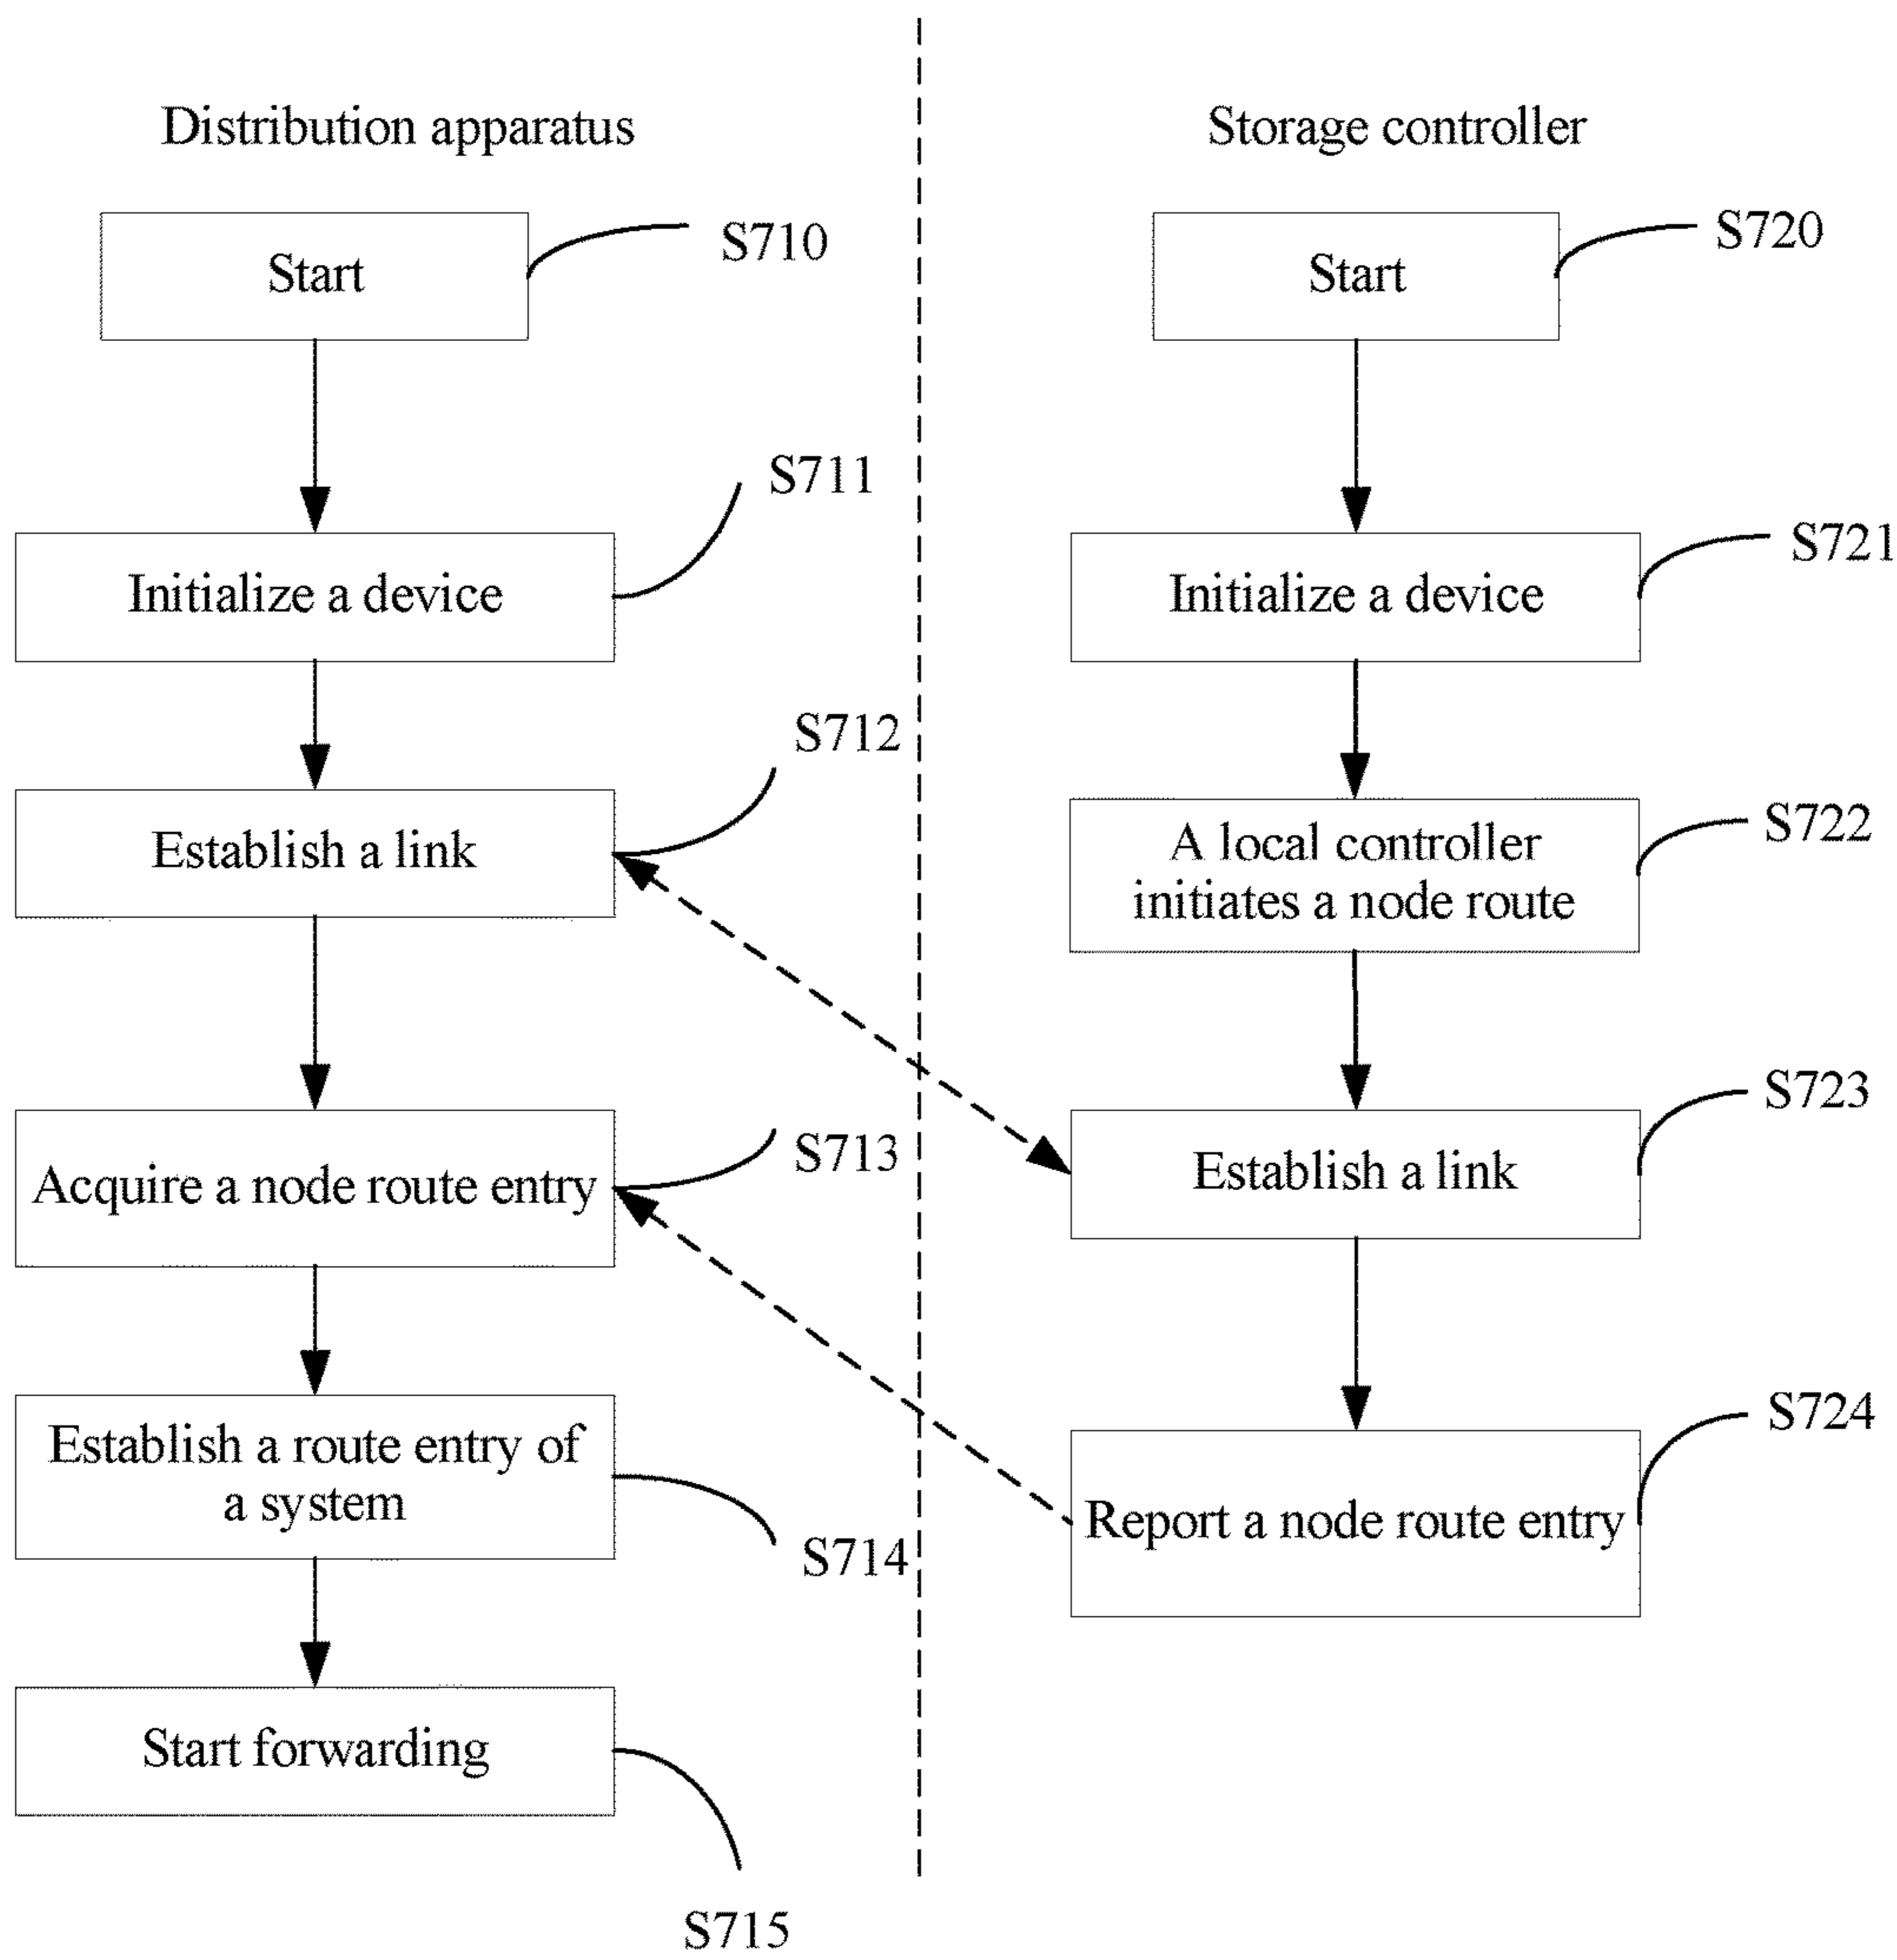 Distribution apparatus
Start
S710
Initialize a device
S711
Establish a link
S712
Acquire a node route entry
S713
Establish a route entry of
a system
S714
Start forwarding
S715
Storage controller
Start
S720
Initialize a device
S721
A local controller
initiates a node route
S722
Establish a link
S723
Report a node route entry
S724